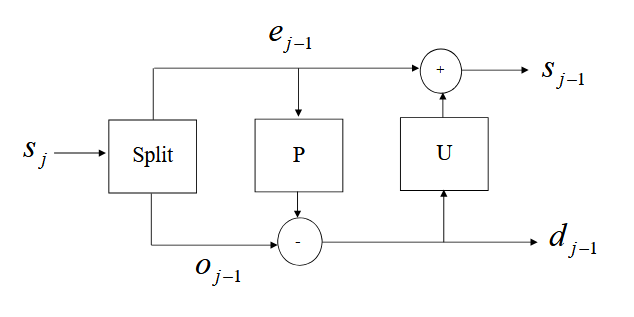 e_{j-1}
+
s_{j-1}
s_j
Split
P
U
-
o_{j-1}
d_{j-1}